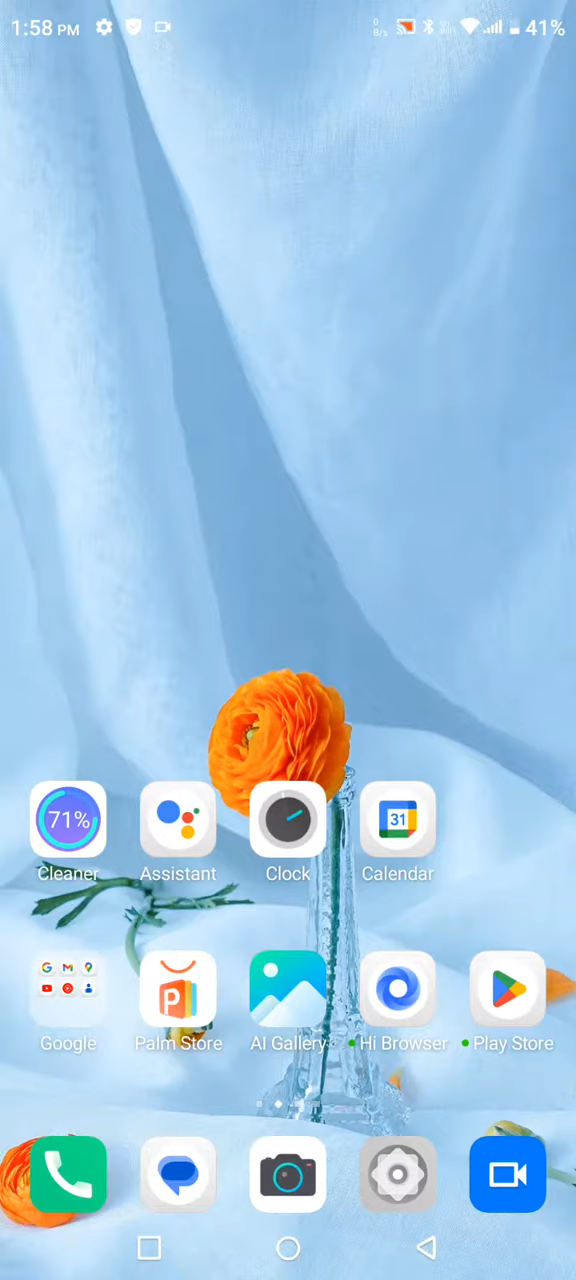 1:58 PM 0 B/s 41%
71%
Cleaner Assistant Clock 31 Calendar
Google Palm Store AI Gallery Hi Browser Play Store